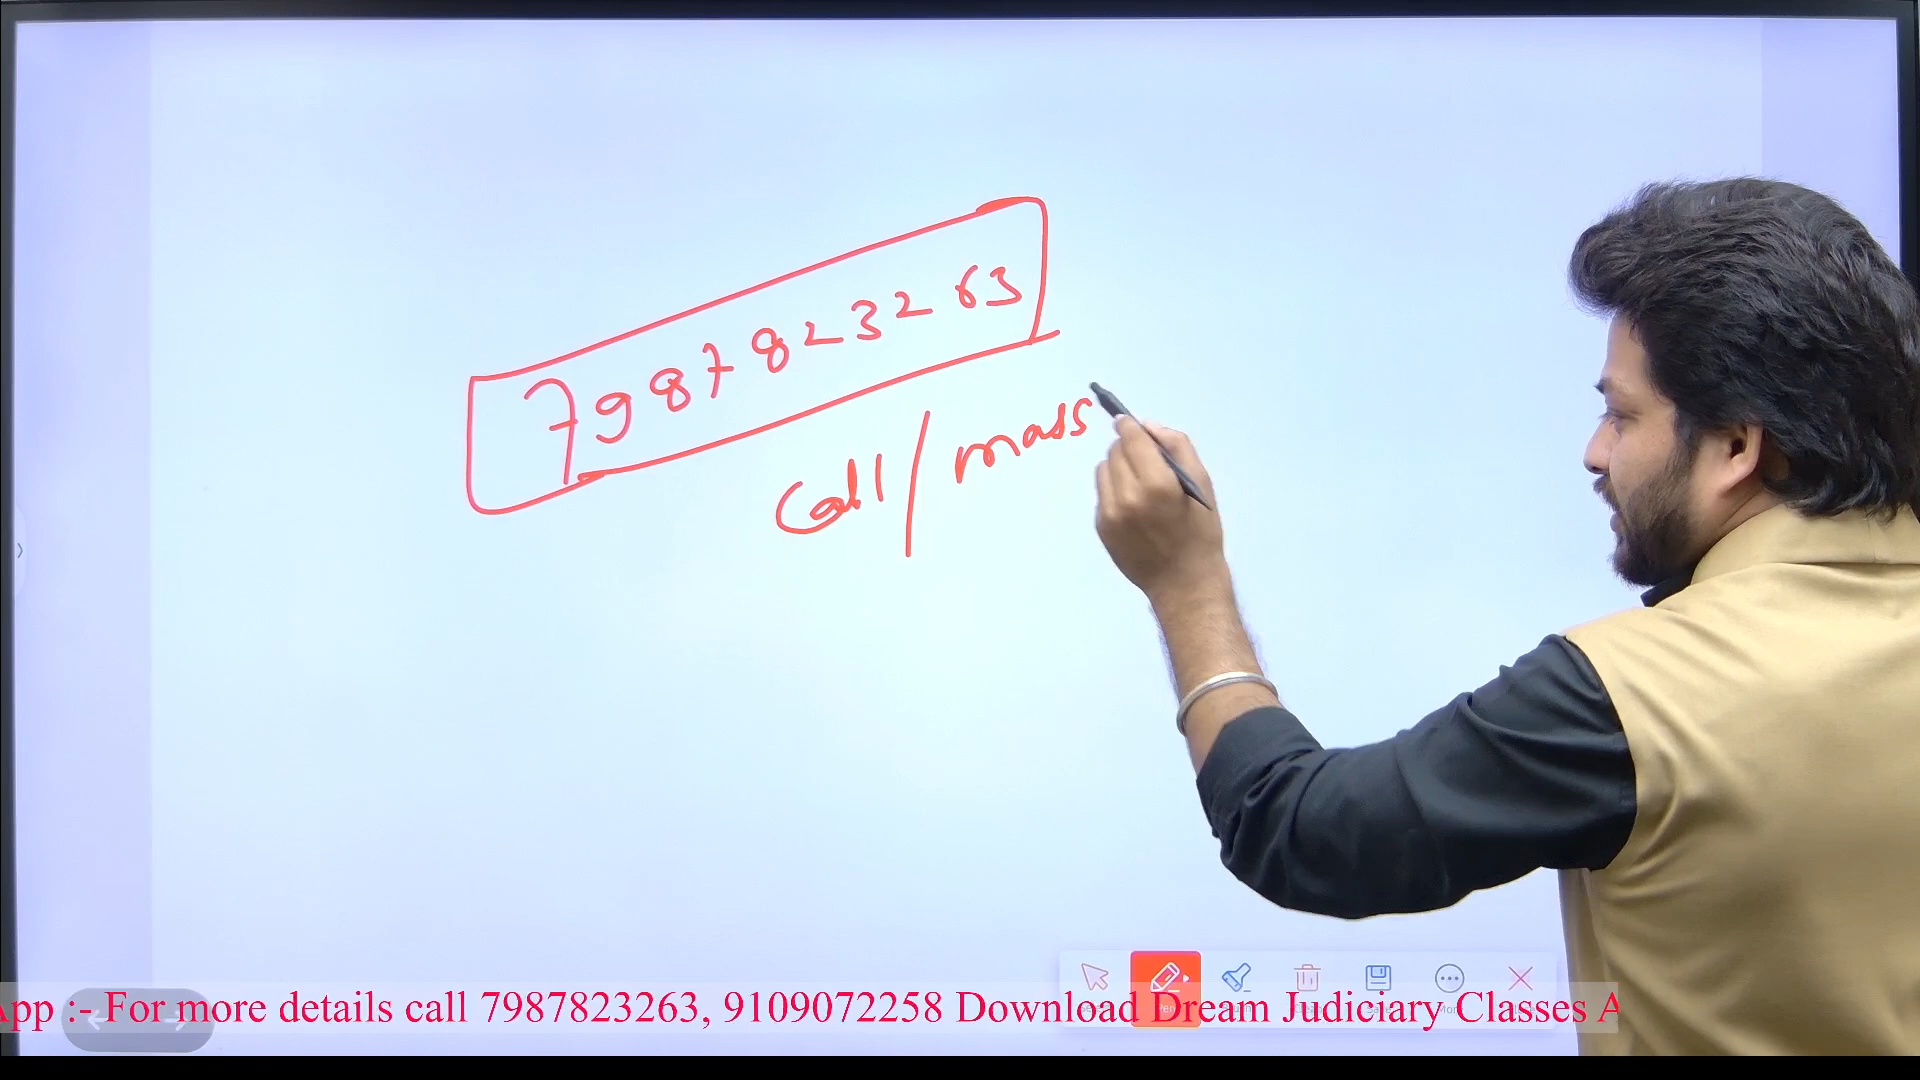 7987823263
Call/mass
App :- For more details call 7987823263, 9109072258 Download Dream Judiciary Classes A